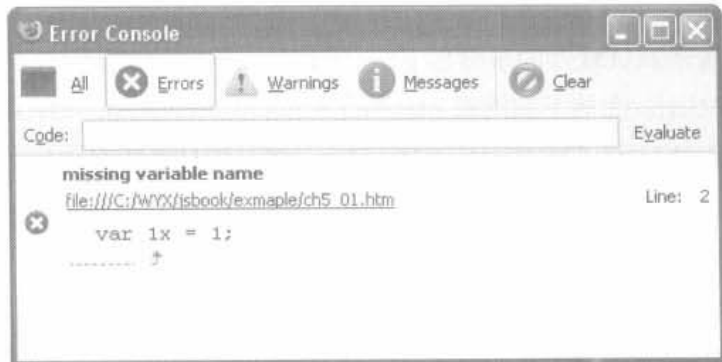 Error Console
All Errors Warnings Messages Clear
Code: Evaluate
missing variable name
file:///C:/WYX/jsbook/exmaple/ch5_01.htm Line: 2
var 1x = 1;